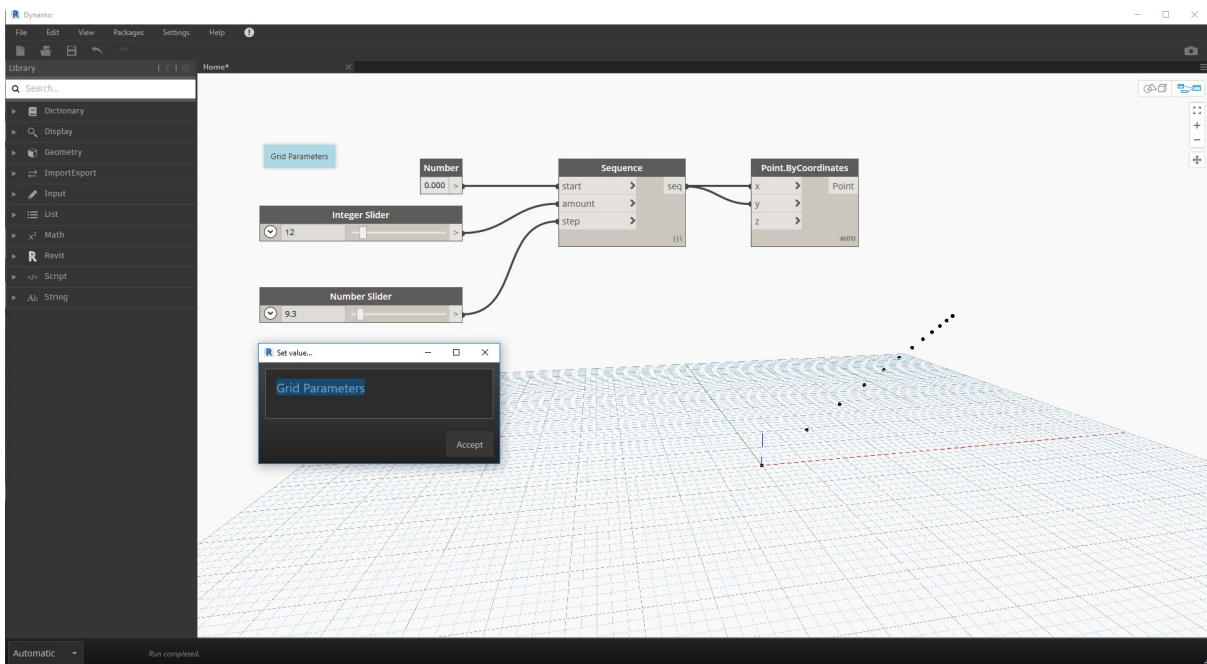 Dynamo
File Edit View Packages Settings Help
Library
Home*
Search...
Dictionary
Display
Geometry
ImportExport
Input
List
Math
Revit
Script
String
Grid Parameters
Number
0.000 >
Integer Slider
12 >
Number Slider
9.3 >
Sequence
start > seq
amount >
step >
Point.ByCoordinates
x > Point
y >
z >
AUTO
Set value...
Grid Parameters
Accept
Automatic
Run completed.